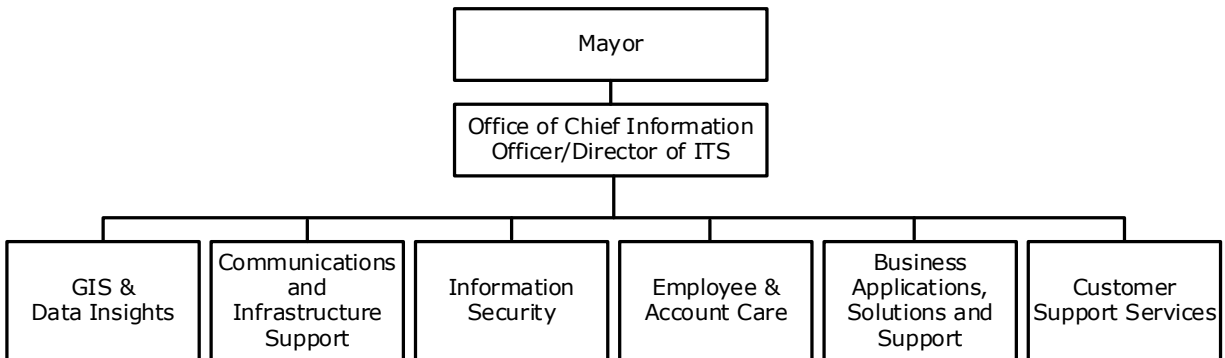 Mayor
Office of Chief Information
Officer/Director of ITS
GIS &
Data Insights
Communications
and
Infrastructure
Support
Information
Security
Employee &
Account Care
Business
Applications,
Solutions and
Support
Customer
Support Services